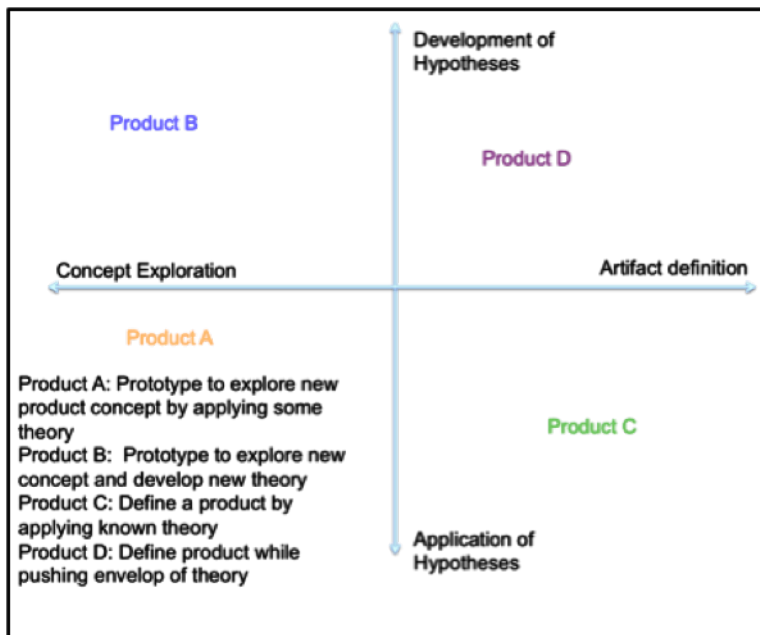 Development of
Hypotheses
Product B
Product D
Concept Exploration
Artifact definition
Product A
Product A: Prototype to explore new
product concept by applying some
theory
Product B:  Prototype to explore new
concept and develop new theory
Product C: Define a product by
applying known theory
Product D: Define product while
pushing envelop of theory
Product C
Application of
Hypotheses